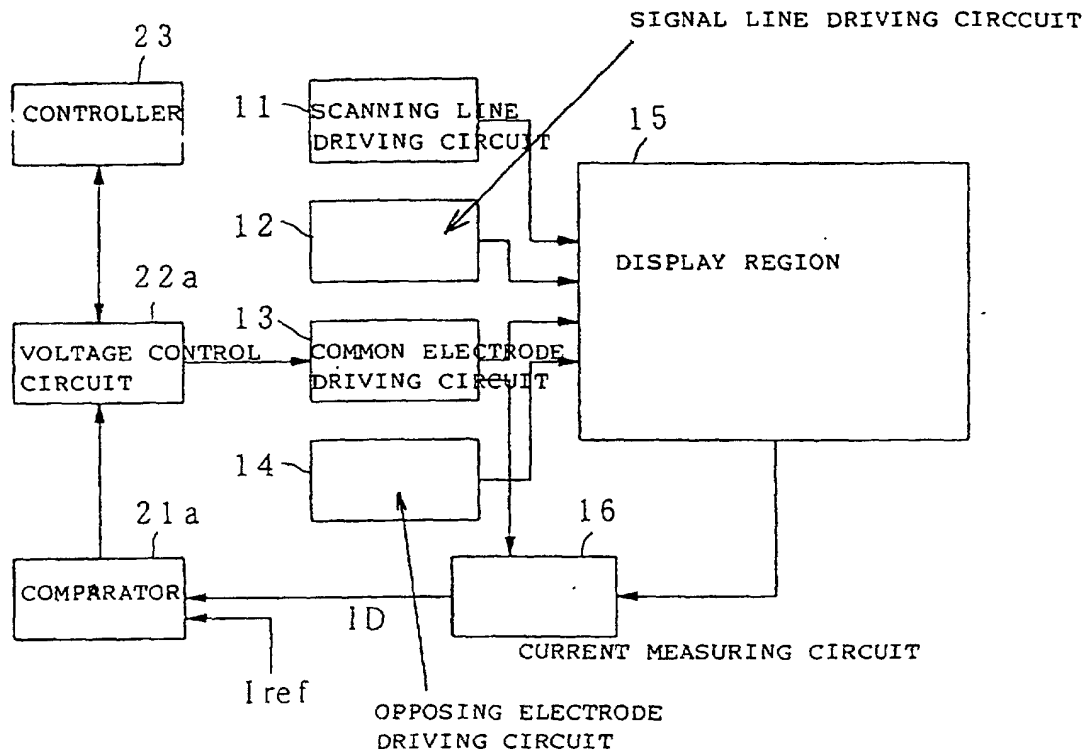 SIGNAL LINE DRIVING CIRCCUIT
23
CONTROLLER
11
SCANNING LINE
DRIVING CIRCUIT
15
12
DISPLAY REGION
22a
VOLTAGE CONTROL
CIRCUIT
13
COMMON ELECTRODE
DRIVING CIRCUIT
14
21a
COMPARATOR
16
ID
Iref
CURRENT MEASURING CIRCUIT
OPPOSING ELECTRODE
DRIVING CIRCUIT